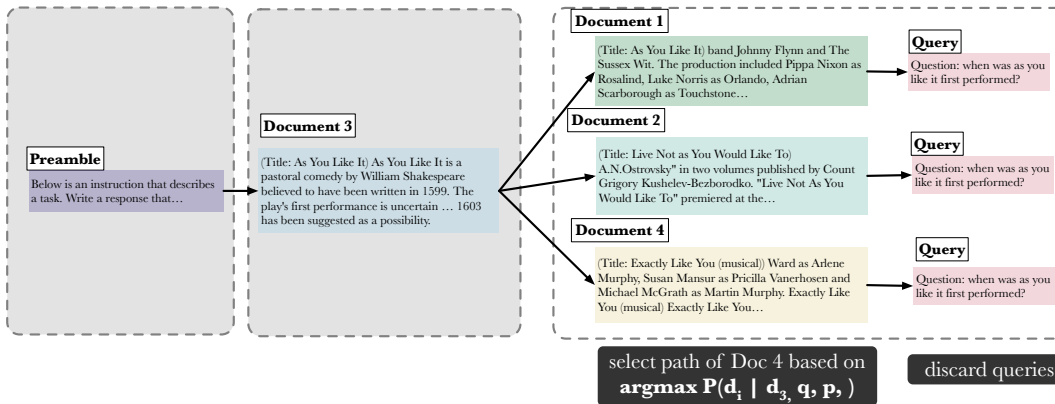 Preamble
Below is an instruction that describes
a task. Write a response that…
Document 3
(Title: As You Like It) As You Like It is a
pastoral comedy by William Shakespeare
believed to have been written in 1599. The
play's first performance is uncertain … 1603
has been suggested as a possibility.
Document 1
(Title: As You Like It) band Johnny Flynn and The
Sussex Wit. The production included Pippa Nixon as
Rosalind, Luke Norris as Orlando, Adrian
Scarborough as Touchstone…
Query
Question: when was as you
like it first performed?
Document 2
(Title: Live Not as You Would Like To)
A.N.Ostrovsky" in two volumes published by Count
Grigory Kushelev-Bezborodko. "Live Not As You
Would Like To" premiered at the…
Query
Question: when was as you
like it first performed?
Document 4
(Title: Exactly Like You (musical)) Ward as Arlene
Murphy, Susan Mansur as Pricilla Vanerhosen and
Michael McGrath as Martin Murphy. Exactly Like
You (musical) Exactly Like You…
Query
Question: when was as you
like it first performed?
select path of Doc 4 based on
argmax P(d_i | d_3, q, p, )
discard queries